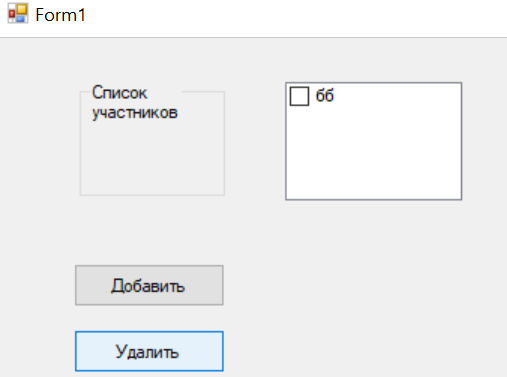 Form1
Список
участников
бб
Добавить
Удалить